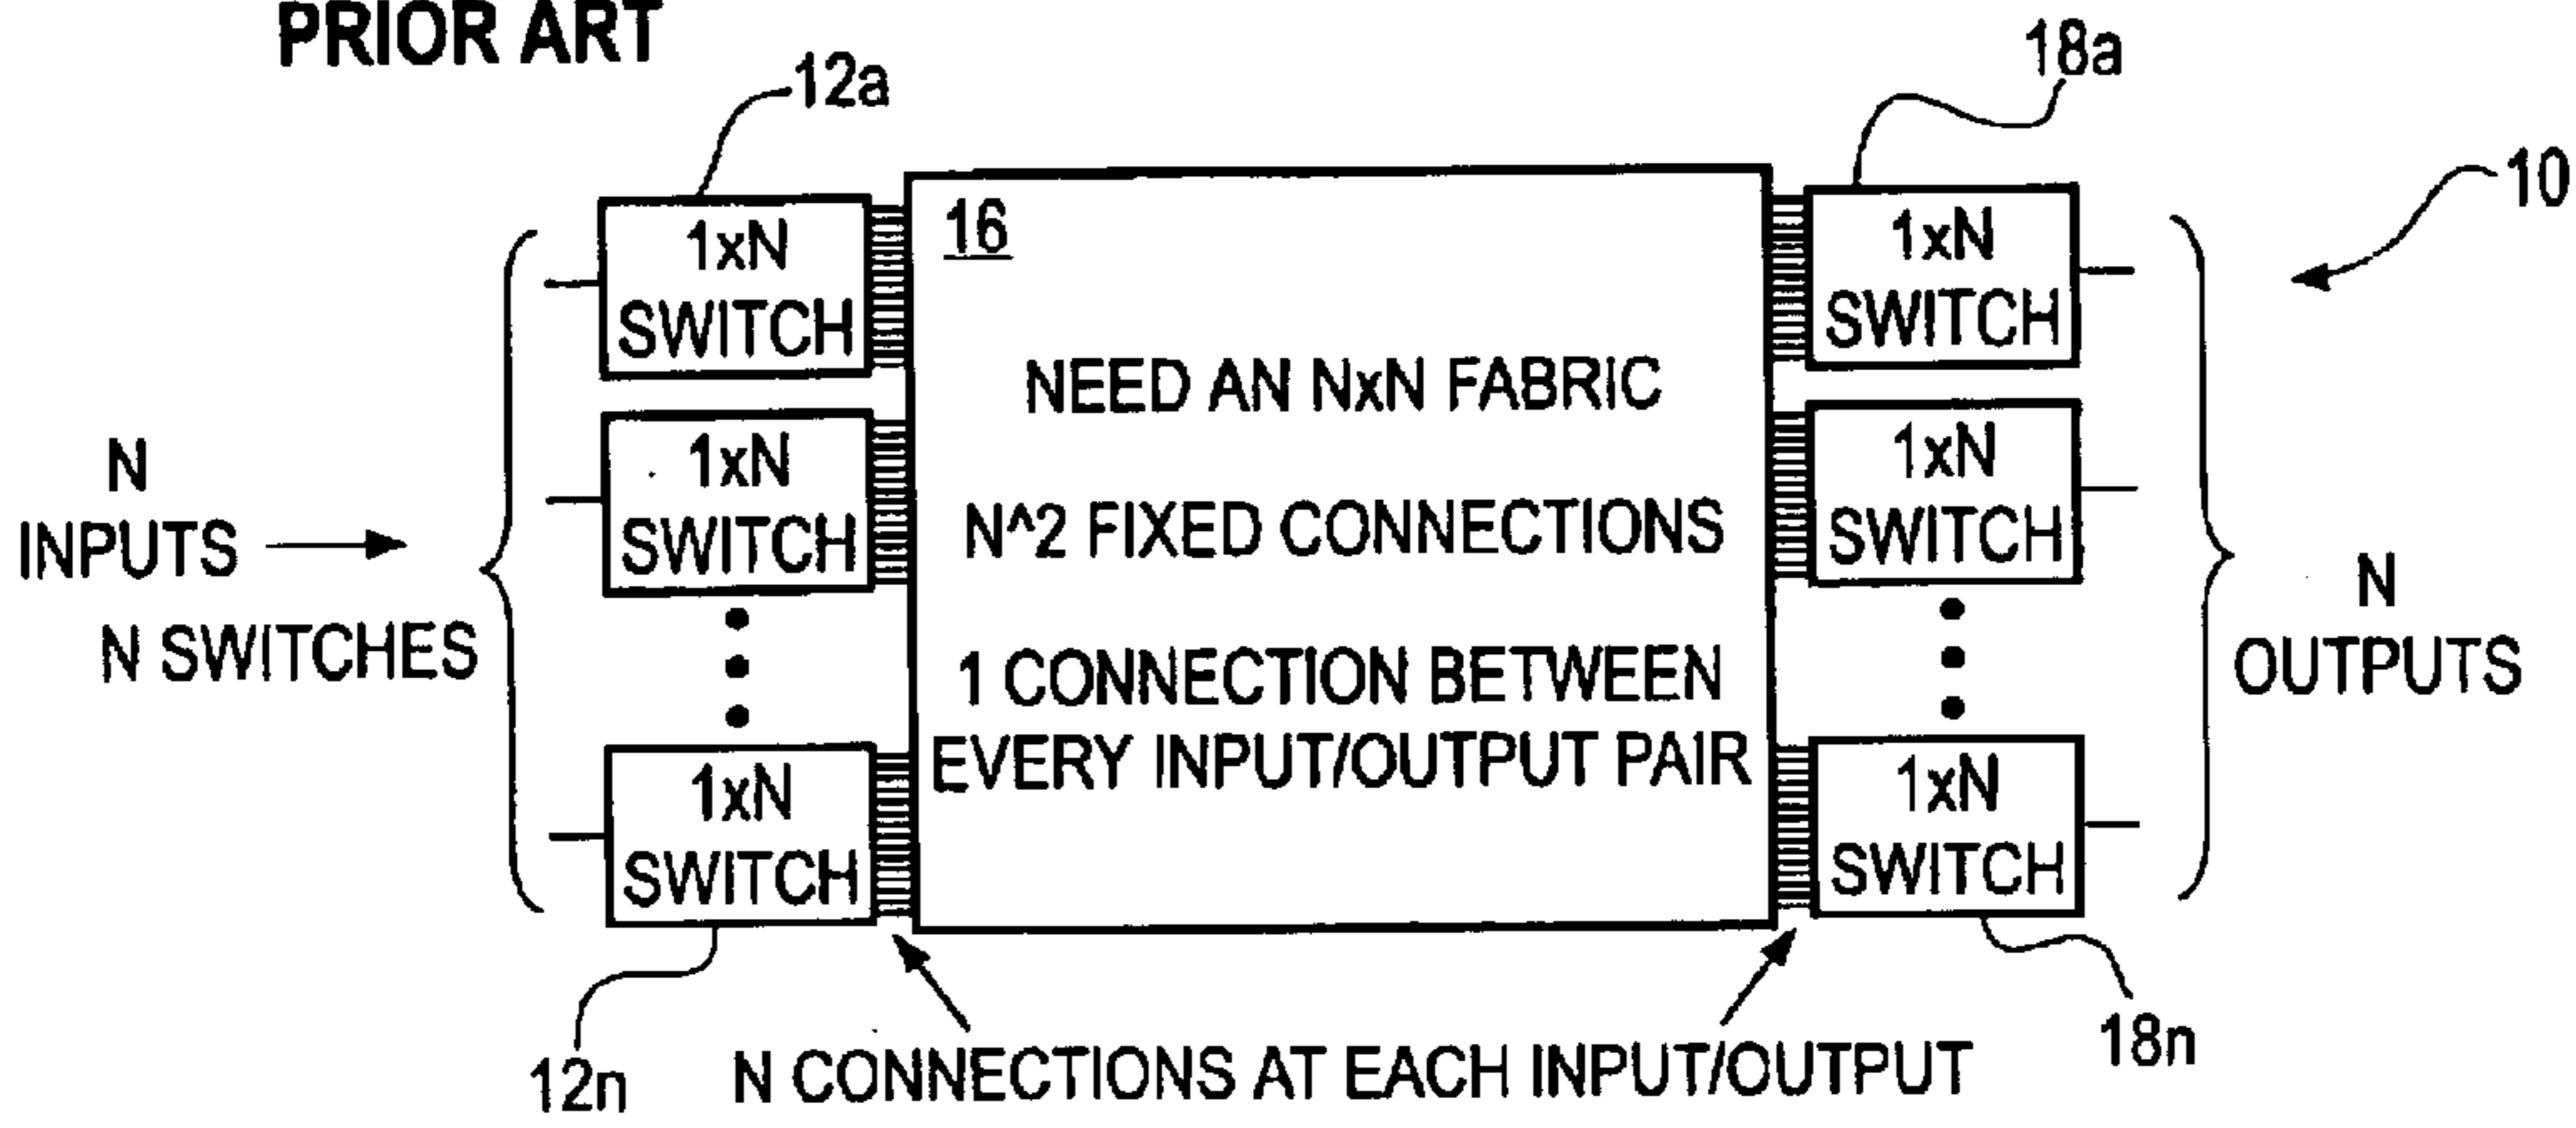 PRIOR ART
12a
18a
10
16
1xN
SWITCH
1xN
SWITCH
1xN
SWITCH
NEED AN NxN FABRIC
N^2 FIXED CONNECTIONS
1 CONNECTION BETWEEN
EVERY INPUT/OUTPUT PAIR
1xN
SWITCH
1xN
SWITCH
1xN
SWITCH
N
INPUTS
N SWITCHES
N
OUTPUTS
12n
N CONNECTIONS AT EACH INPUT/OUTPUT
18n